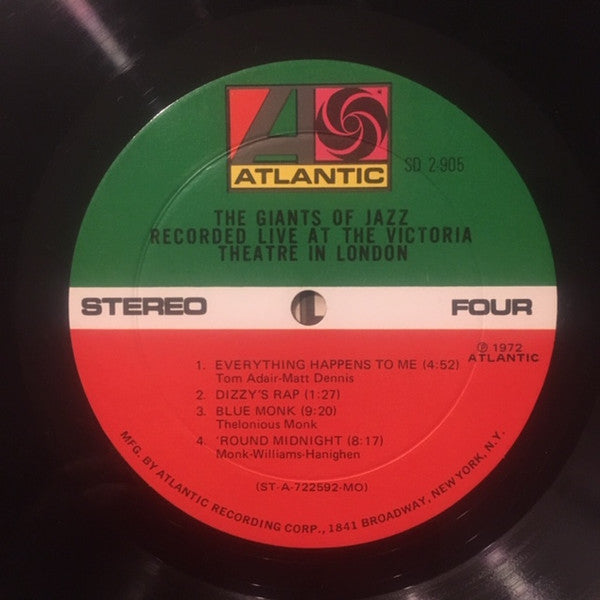 ATLANTIC
SD 2-905
THE GIANTS OF JAZZ
RECORDED LIVE AT THE VICTORIA
THEATRE IN LONDON
STEREO
FOUR
℗ 1972
ATLANTIC
1. EVERYTHING HAPPENS TO ME (4:52)
Tom Adair-Matt Dennis
2. DIZZY'S RAP (1:27)
3. BLUE MONK (9:20)
Thelonious Monk
4. 'ROUND MIDNIGHT (8:17)
Monk-Williams-Hanighen
(ST-A-722592-MO)
MFG. BY ATLANTIC RECORDING CORP., 1841 BROADWAY, NEW YORK, N.Y.